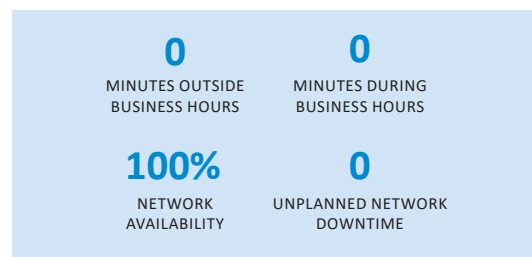 0
MINUTES OUTSIDE
BUSINESS HOURS
0
MINUTES DURING
BUSINESS HOURS
100%
NETWORK
AVAILABILITY
0
UNPLANNED NETWORK
DOWNTIME